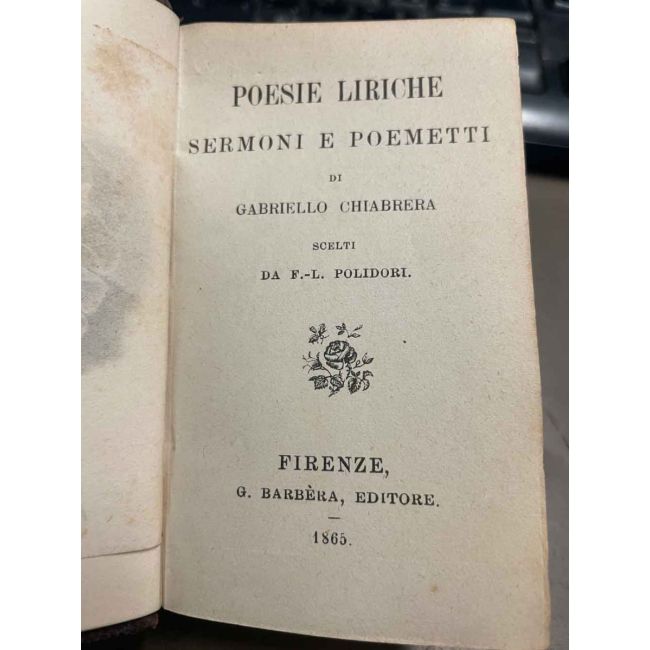 POESIE LIRICHE
SERMONI E POEMETTI
DI
GABRIELLO CHIABRERA
SCELTI
DA F.-L. POLIDORI.
FIRENZE,
G. BARBÈRA, EDITORE.
1865.